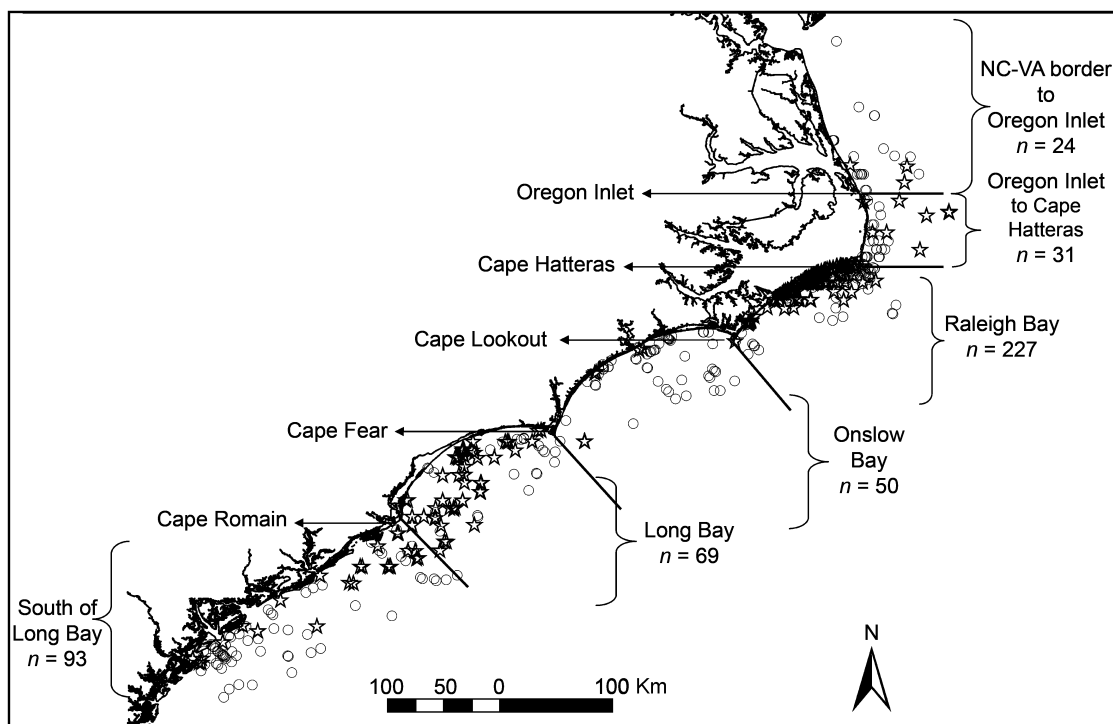 NC-VA border
to
Oregon Inlet
n = 24
Oregon Inlet
Oregon Inlet
to Cape
Hatteras
n = 31
Cape Hatteras
Raleigh Bay
n = 227
Cape Lookout
Cape Fear
Onslow
Bay
n = 50
Cape Romain
Long Bay
n = 69
South of
Long Bay
n = 93
N
100 50 0 100 Km